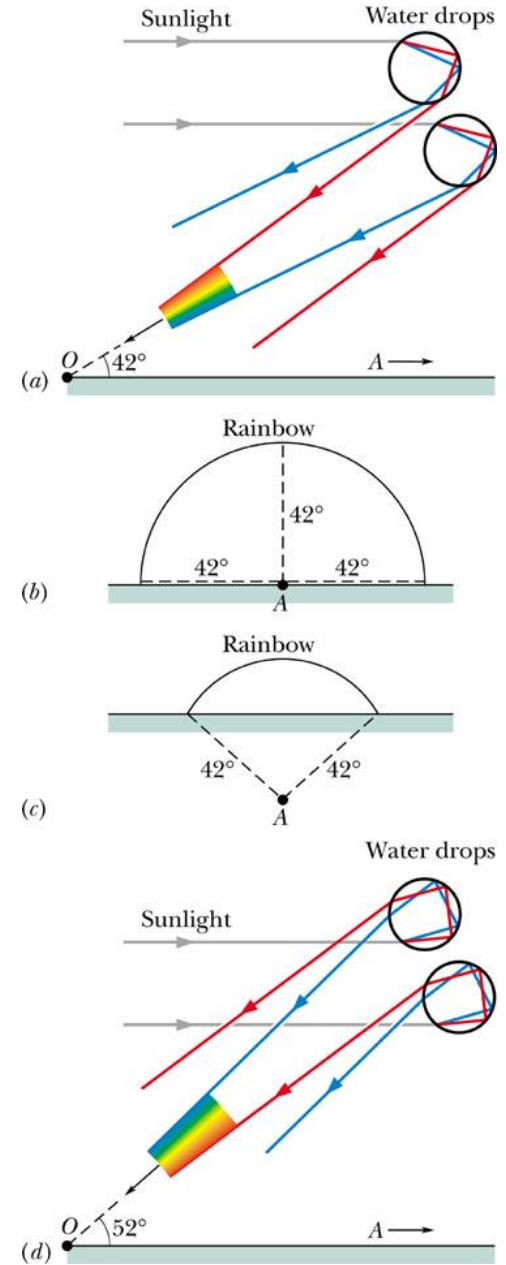 Sunlight
Water drops
O
42°
A
(a)
Rainbow
42°
42°
42°
(b)
A
Rainbow
42°
42°
(c)
A
Water drops
Sunlight
O
52°
A
(d)